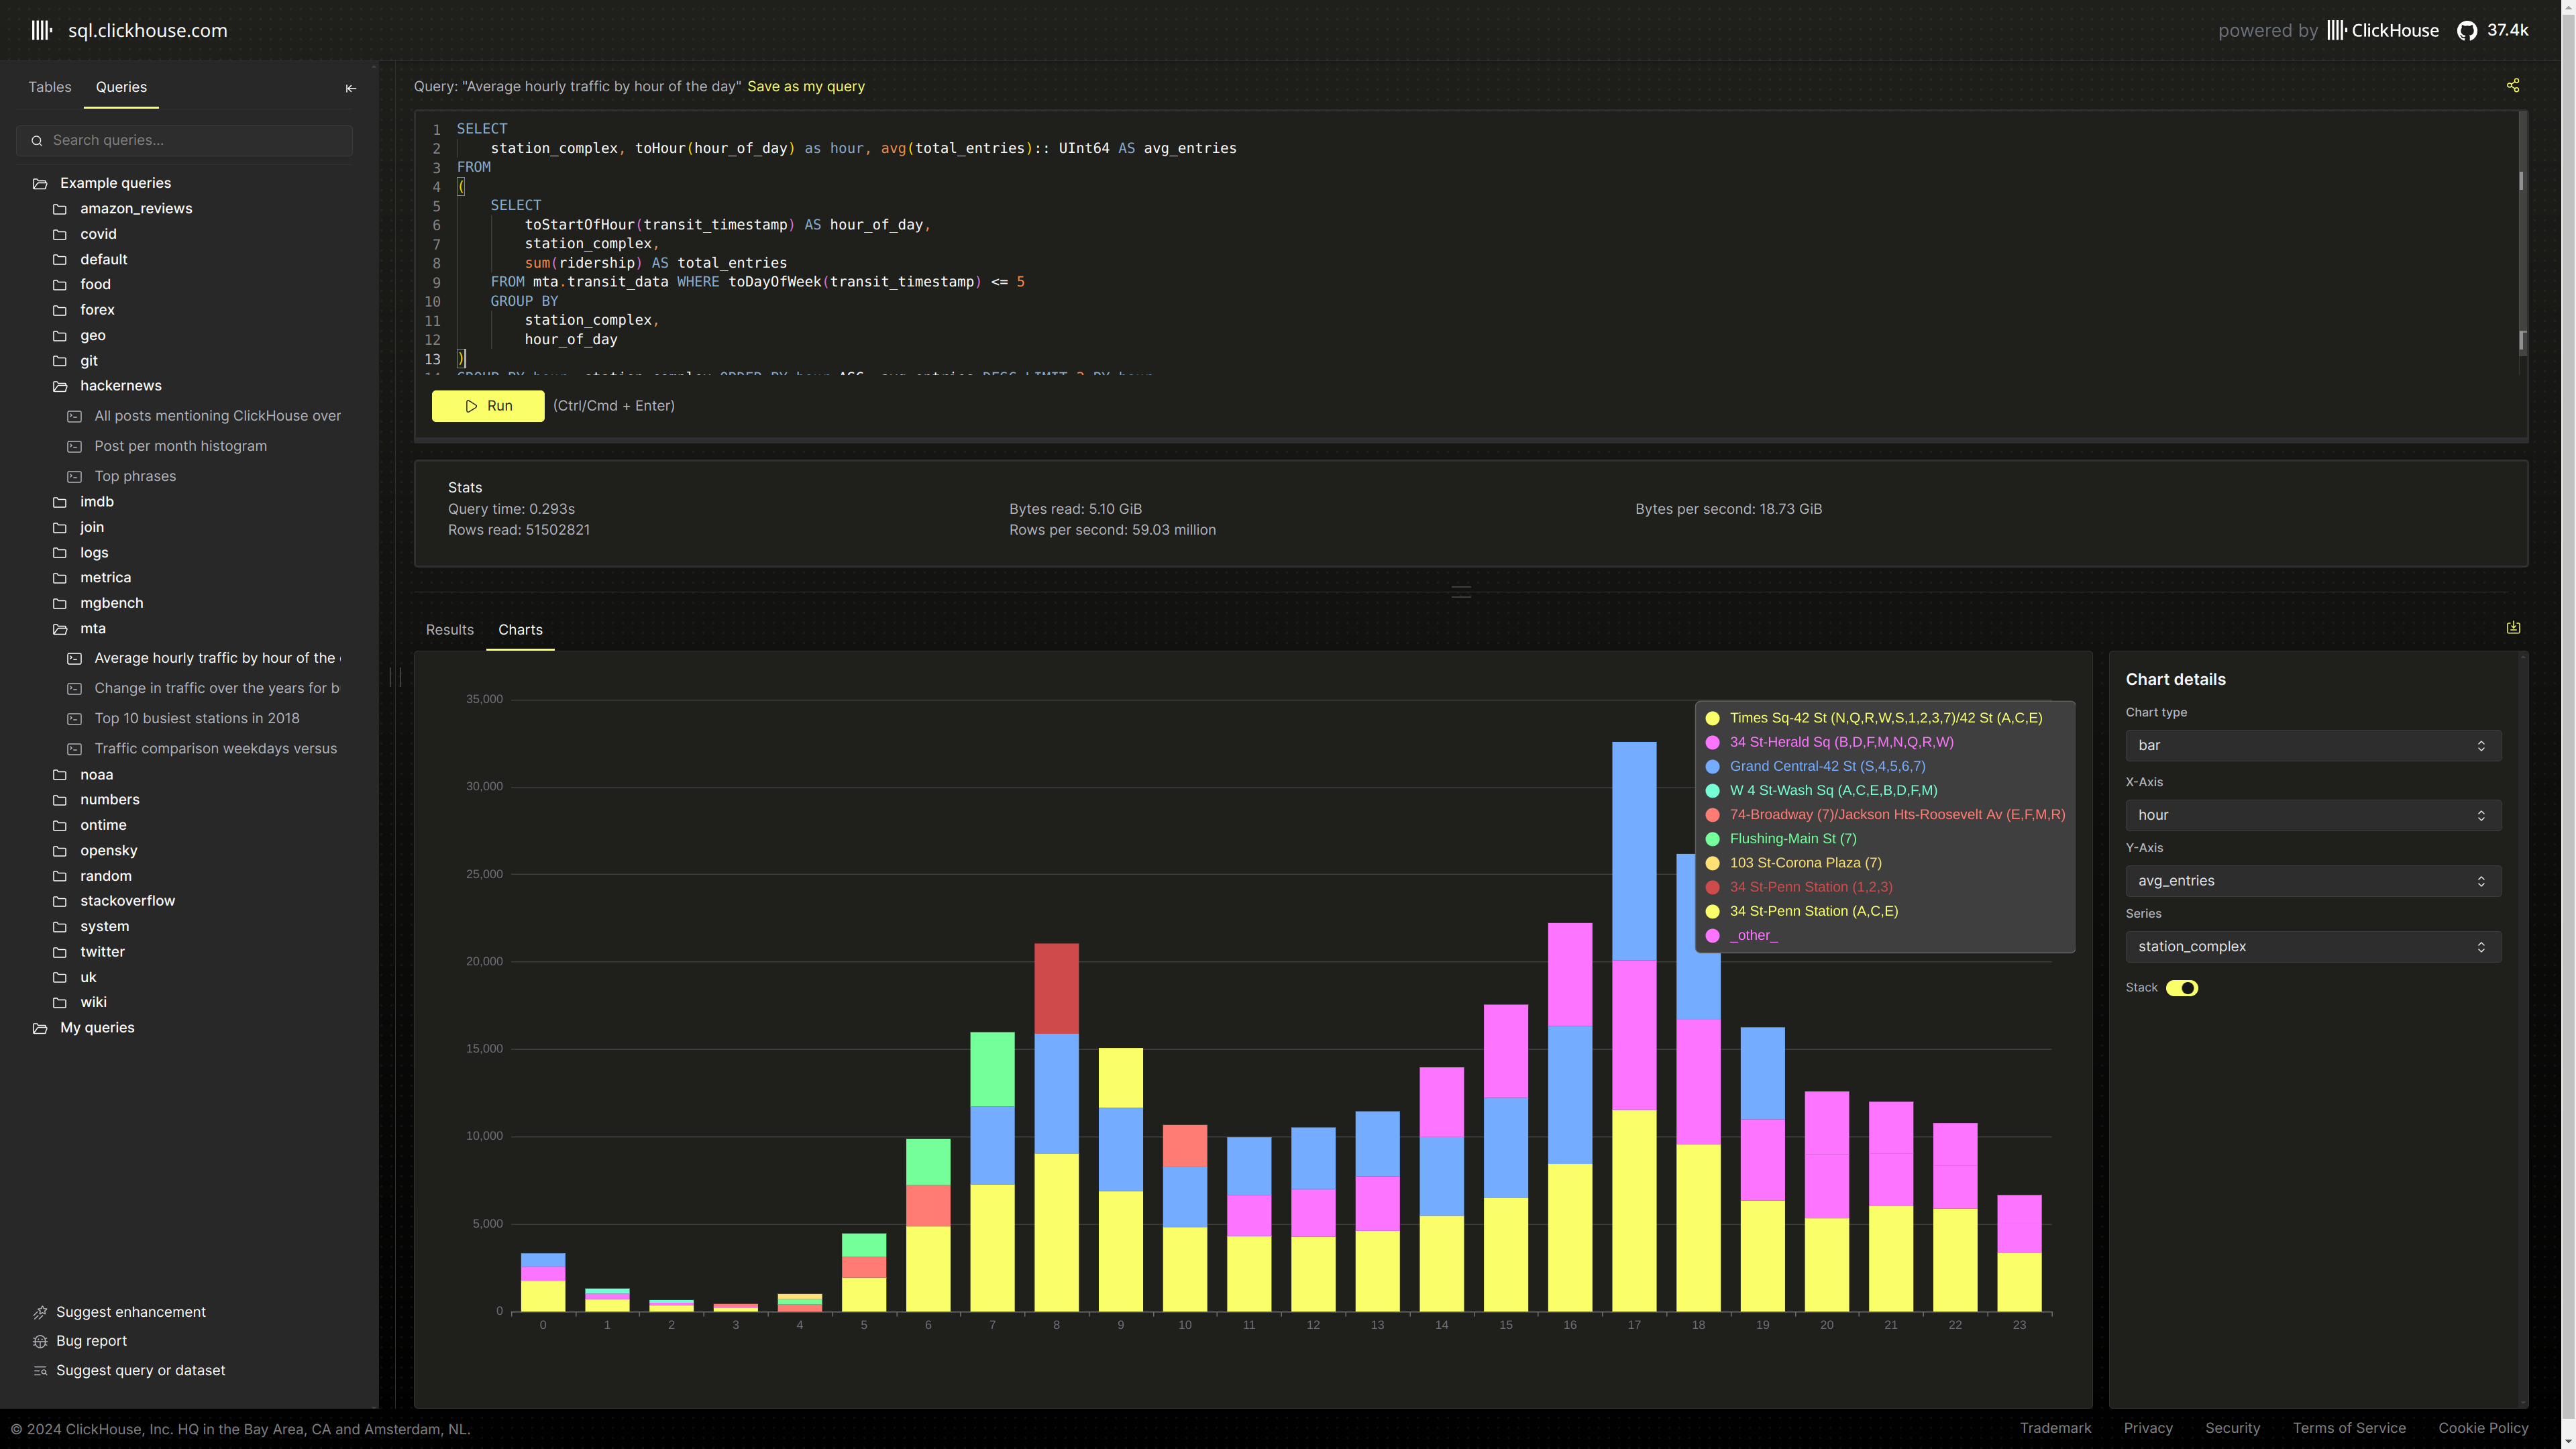 sql.clickhouse.com
powered by ClickHouse 37.4k
Tables Queries
Search queries...
Example queries
amazon_reviews
covid
default
food
forex
geo
git
hackernews
All posts mentioning ClickHouse over
Post per month histogram
Top phrases
imdb
join
logs
metrica
mgbench
mta
Average hourly traffic by hour of the
Change in traffic over the years for b
Top 10 busiest stations in 2018
Traffic comparison weekdays versus
noaa
numbers
ontime
opensky
random
stackoverflow
system
twitter
uk
wiki
My queries
Suggest enhancement
Bug report
Suggest query or dataset
Query: "Average hourly traffic by hour of the day" Save as my query
1 SELECT
2 station_complex, toHour(hour_of_day) as hour, avg(total_entries):: UInt64 AS avg_entries
3 FROM
4 (
5 SELECT
6 toStartOfHour(transit_timestamp) AS hour_of_day,
7 station_complex,
8 sum(ridership) AS total_entries
9 FROM mta.transit_data WHERE toDayOfWeek(transit_timestamp) <= 5
10 GROUP BY
11 station_complex,
12 hour_of_day
13 )
14 GROUP BY hour, station_complex ORDER BY hour ASC, avg_entries DESC LIMIT 3 BY hour
Run (Ctrl/Cmd + Enter)
Stats
Query time: 0.293s Bytes read: 5.10 GiB Bytes per second: 18.73 GiB
Rows read: 51502821 Rows per second: 59.03 million
Results Charts
35,000
30,000
25,000
20,000
15,000
10,000
5,000
0
0 1 2 3 4 5 6 7 8 9 10 11 12 13 14 15 16 17 18 19 20 21 22 23
Times Sq-42 St (N,Q,R,W,S,1,2,3,7)/42 St (A,C,E)
34 St-Herald Sq (B,D,F,M,N,Q,R,W)
Grand Central-42 St (S,4,5,6,7)
W 4 St-Wash Sq (A,C,E,B,D,F,M)
74-Broadway (7)/Jackson Hts-Roosevelt Av (E,F,M,R)
Flushing-Main St (7)
103 St-Corona Plaza (7)
34 St-Penn Station (1,2,3)
34 St-Penn Station (A,C,E)
_other_
Chart details
Chart type
bar
X-Axis
hour
Y-Axis
avg_entries
Series
station_complex
Stack
© 2024 ClickHouse, Inc. HQ in the Bay Area, CA and Amsterdam, NL.
Trademark Privacy Security Terms of Service Cookie Policy